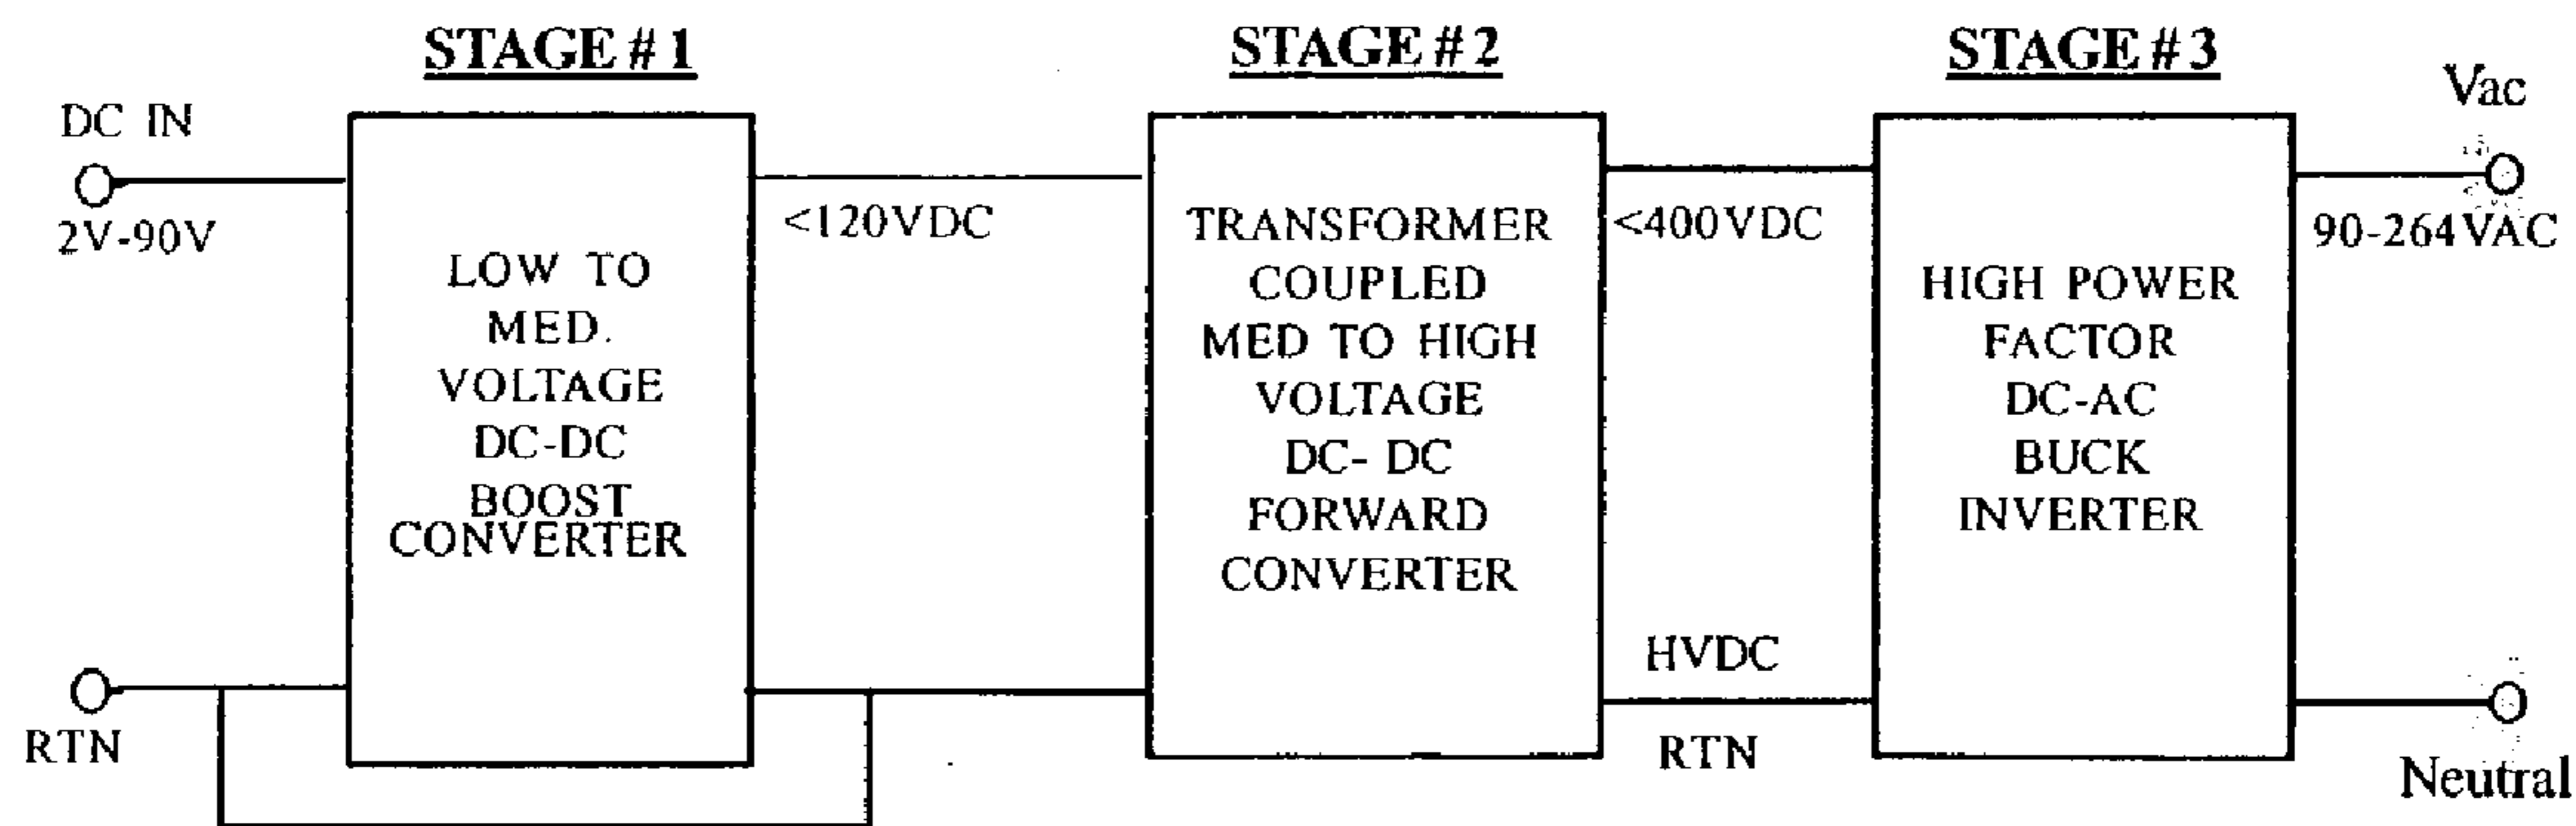 STAGE # 1
STAGE # 2
STAGE # 3
DC IN
2V-90V
RTN
LOW TO
MED.
VOLTAGE
DC-DC
BOOST
CONVERTER
<120VDC
TRANSFORMER
COUPLED
MED TO HIGH
VOLTAGE
DC- DC
FORWARD
CONVERTER
<400VDC
HVDC
RTN
HIGH POWER
FACTOR
DC-AC
BUCK
INVERTER
Vac
90-264VAC
Neutral